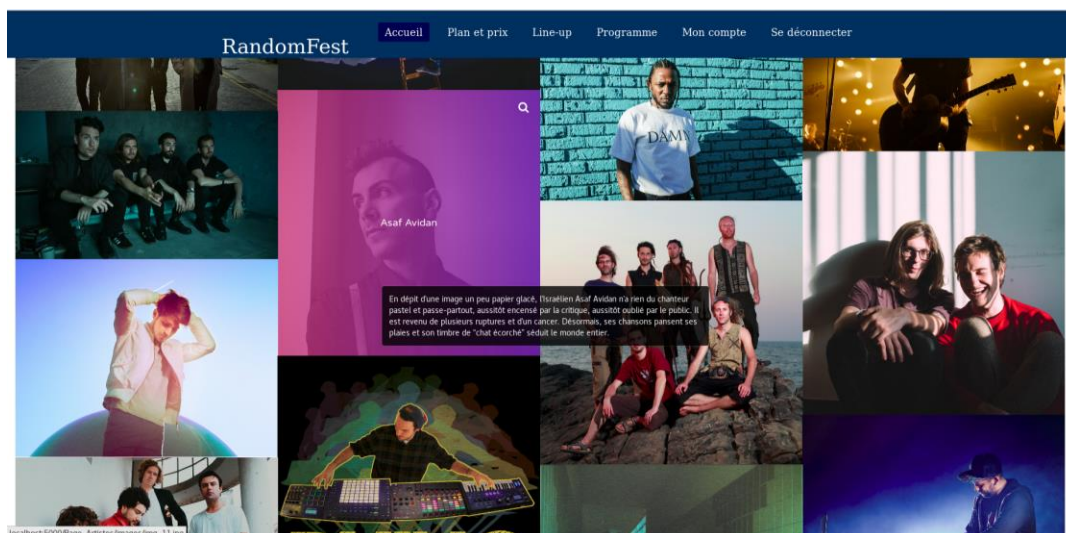 RandomFest
Accueil Plan et prix Line-up Programme Mon compte Se déconnecter
DAMN.
Asaf Avidan
En dépit d'une image un peu papier glacé, l'Israélien Asaf Avidan n'a rien du chanteur
pastel et passe-partout, aussitôt encensé par la critique, aussitôt oublié par le public. Il
est revenu de plusieurs ruptures et d'un cancer. Désormais, ses chansons pansent ses
plaies et son timbre de "chat écorché" séduit le monde entier.